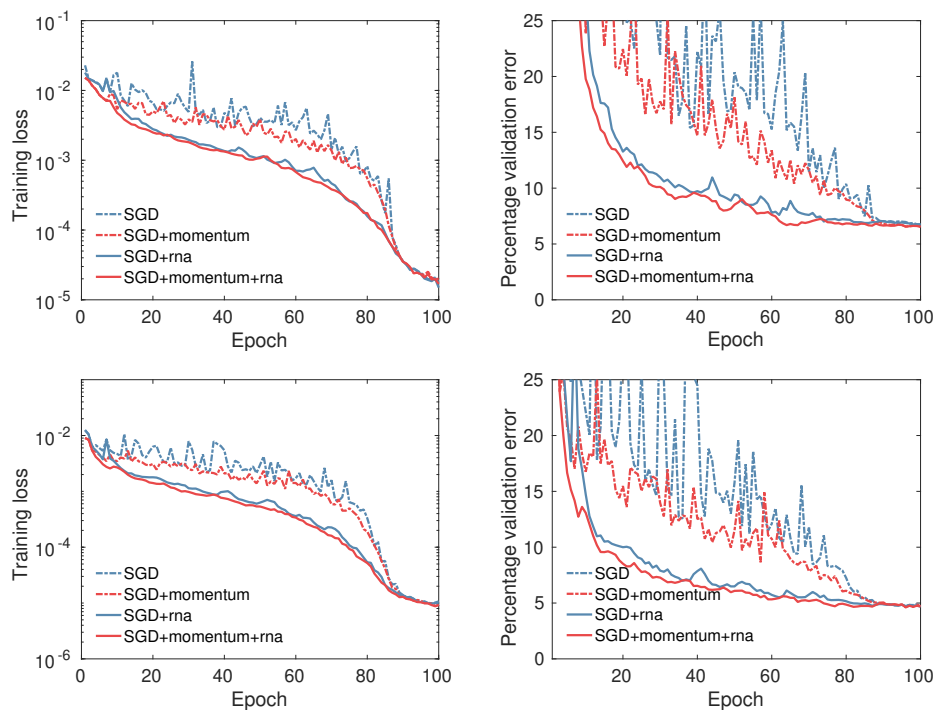 10^-1
10^-2
10^-3
10^-4
10^-5
Training loss
0
20
40
60
80
100
Epoch
SGD
SGD+momentum
SGD+rna
SGD+momentum+rna
25
20
15
10
5
0
Percentage validation error
20
40
60
80
100
Epoch
SGD
SGD+momentum
SGD+rna
SGD+momentum+rna
10^-2
10^-4
10^-6
Training loss
0
20
40
60
80
100
Epoch
SGD
SGD+momentum
SGD+rna
SGD+momentum+rna
25
20
15
10
5
0
Percentage validation error
20
40
60
80
100
Epoch
SGD
SGD+momentum
SGD+rna
SGD+momentum+rna